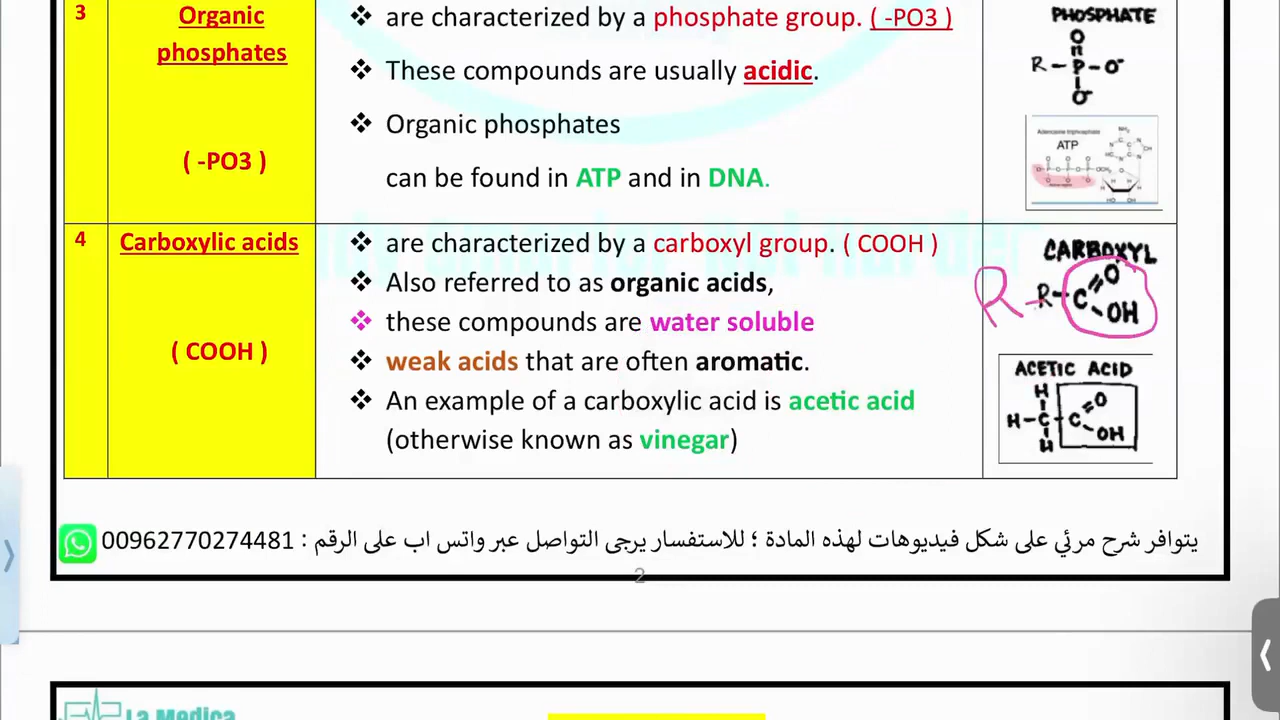 3
Organic
phosphates
( -PO3 )
❖ are characterized by a phosphate group. ( -PO3 )
❖ These compounds are usually acidic.
❖ Organic phosphates
can be found in ATP and in DNA.
PHOSPHATE
O
R-P-O⁻
O⁻
Adenosine triphosphate
ATP
NH₂
4
Carboxylic acids
( COOH )
❖ are characterized by a carboxyl group. ( COOH )
❖ Also referred to as organic acids,
❖ these compounds are water soluble
❖ weak acids that are often aromatic.
❖ An example of a carboxylic acid is acetic acid
(otherwise known as vinegar)
CARBOXYL
O
R - R-C
OH
ACETIC ACID
H
O
H-C-C
OH
H
يتوافر شرح مرئي على شكل فيديوهات لهذه المادة ؛ للاستفسار يرجى التواصل عبر واتس اب على الرقم : 00962770274481
2
La Medica